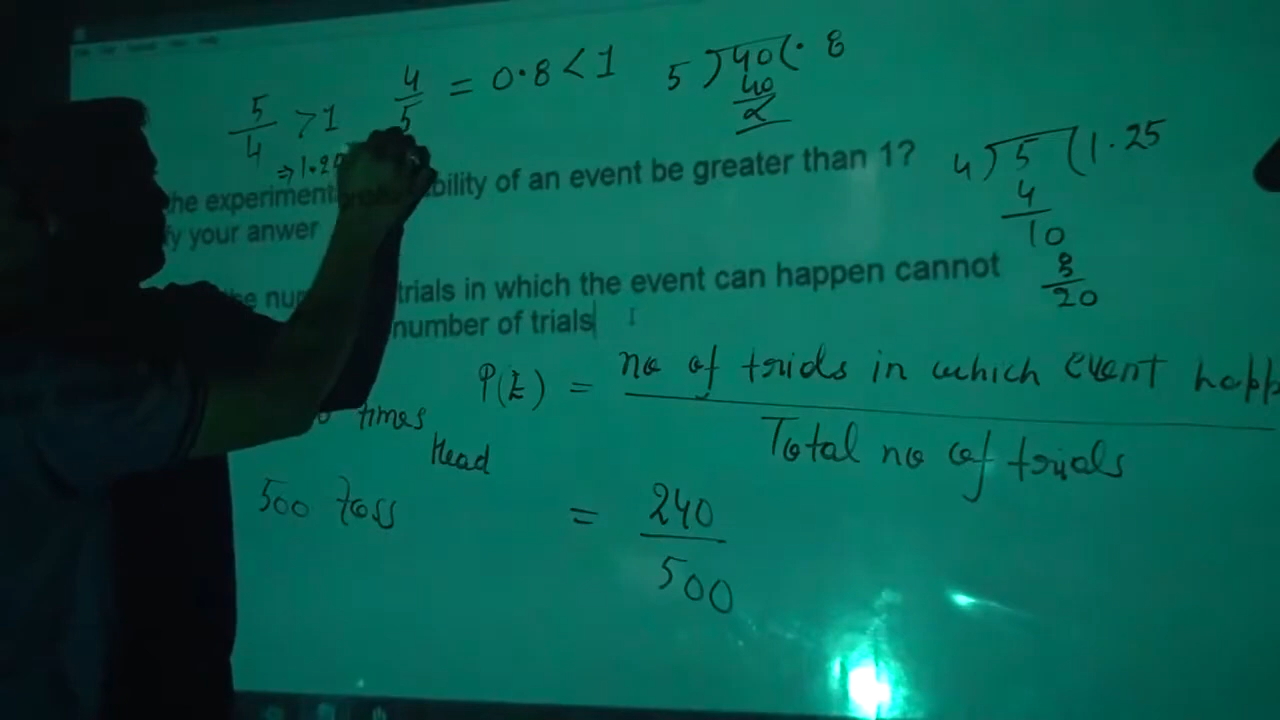 4/5 = 0.8 < 1
5 ) 40 ( . 8
40
5/4 > 1
4 ) 5 ( 1.25
4
10
8
20
he experiment bility of an event be greater than 1?
y your anwer
trials in which the event can happen cannot
number of trials
P(E) = no of trials in which event happ
Total no of trials
times
Head
500 Toss
= 240/500